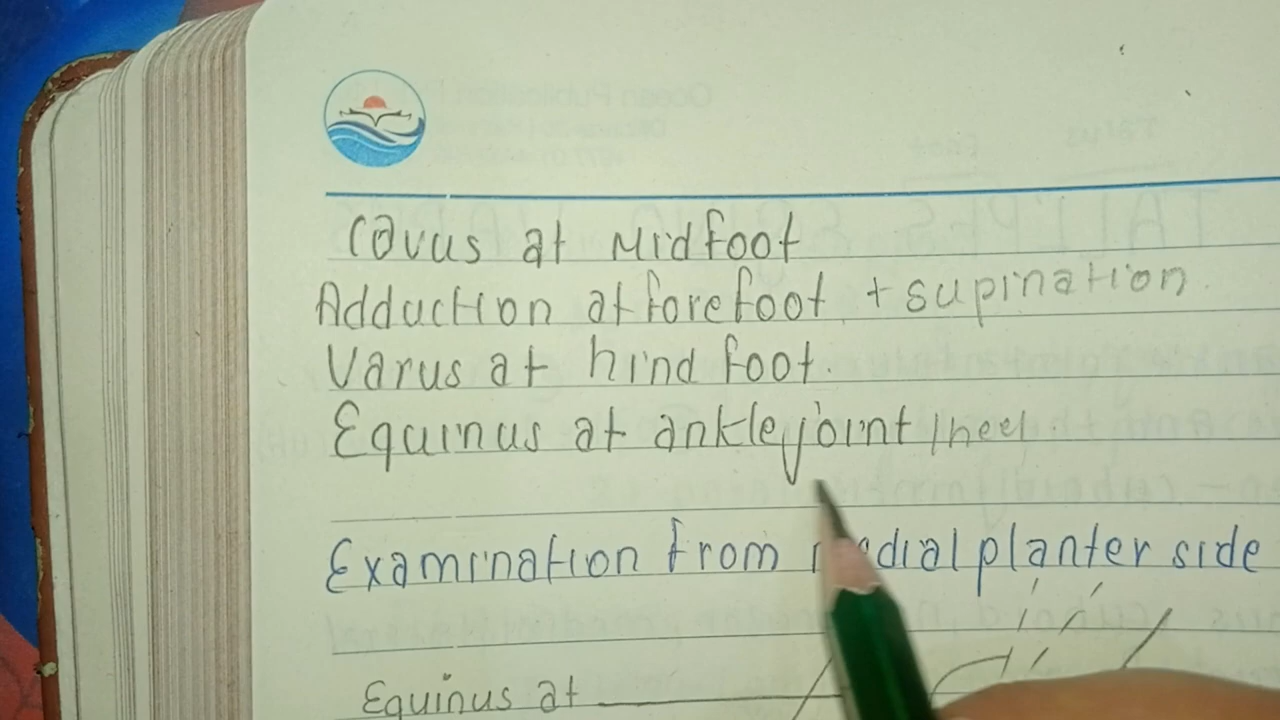 Cavus at Midfoot
Adduction at forefoot + supination.
Varus at hind foot.
Equinus at ankle joint / heel
Examination from medial planter side
Equinus at